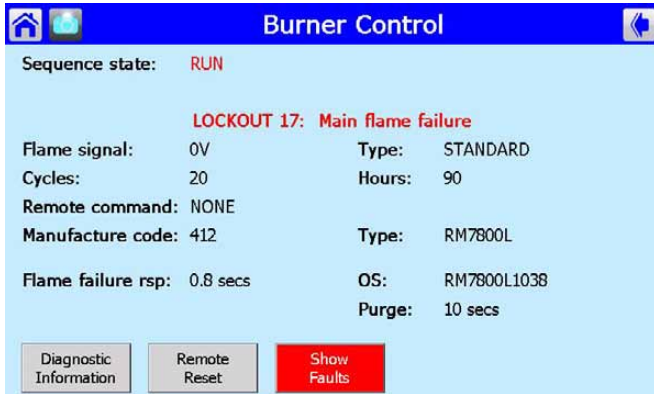 Burner Control
Sequence state: RUN
LOCKOUT 17: Main flame failure
Flame signal: 0V Type: STANDARD
Cycles: 20 Hours: 90
Remote command: NONE
Manufacture code: 412 Type: RM7800L
Flame failure rsp: 0.8 secs OS: RM7800L1038
Purge: 10 secs
Diagnostic Information
Remote Reset
Show Faults